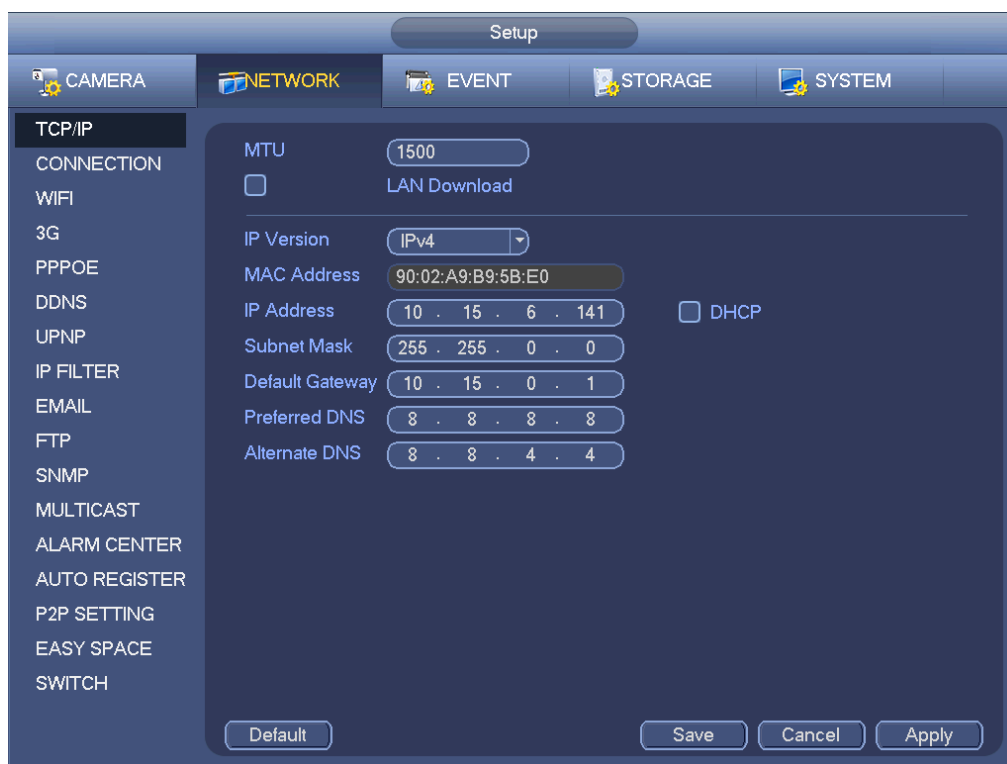 Setup
CAMERA NETWORK EVENT STORAGE SYSTEM
TCP/IP
CONNECTION
WIFI
3G
PPPOE
DDNS
UPNP
IP FILTER
EMAIL
FTP
SNMP
MULTICAST
ALARM CENTER
AUTO REGISTER
P2P SETTING
EASY SPACE
SWITCH
MTU 1500
LAN Download
IP Version IPv4
MAC Address 90:02:A9:B9:5B:E0
IP Address 10 . 15 . 6 . 141 DHCP
Subnet Mask 255 . 255 . 0 . 0
Default Gateway 10 . 15 . 0 . 1
Preferred DNS 8 . 8 . 8 . 8
Alternate DNS 8 . 8 . 4 . 4
Default Save Cancel Apply